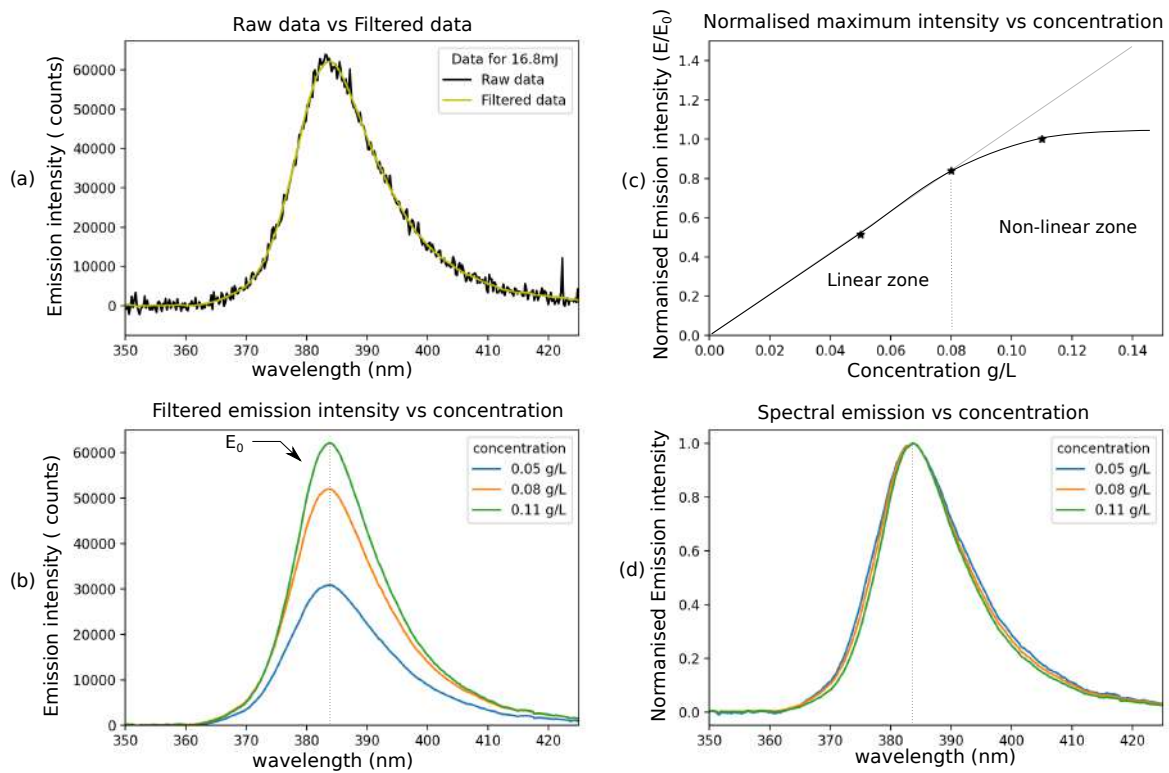 Raw data vs Filtered data
(a)
Emission intensity ( counts)
60000
50000
40000
30000
20000
10000
0
Data for 16.8mJ
Raw data
Filtered data
350 360 370 380 390 400 410 420
wavelength (nm)
Normalised maximum intensity vs concentration
(c)
Normanised Emission intensity (E/E0)
1.4
1.2
1.0
0.8
0.6
0.4
0.2
0.0
Non-linear zone
Linear zone
0.00 0.02 0.04 0.06 0.08 0.10 0.12 0.14
Concentration g/L
Filtered emission intensity vs concentration
(b)
Emission intensity ( counts)
60000
50000
40000
30000
20000
10000
0
E0
concentration
0.05 g/L
0.08 g/L
0.11 g/L
350 360 370 380 390 400 410 420
wavelength (nm)
Spectral emission vs concentration
(d)
Normanised Emission intensity
1.0
0.8
0.6
0.4
0.2
0.0
concentration
0.05 g/L
0.08 g/L
0.11 g/L
350 360 370 380 390 400 410 420
wavelength (nm)